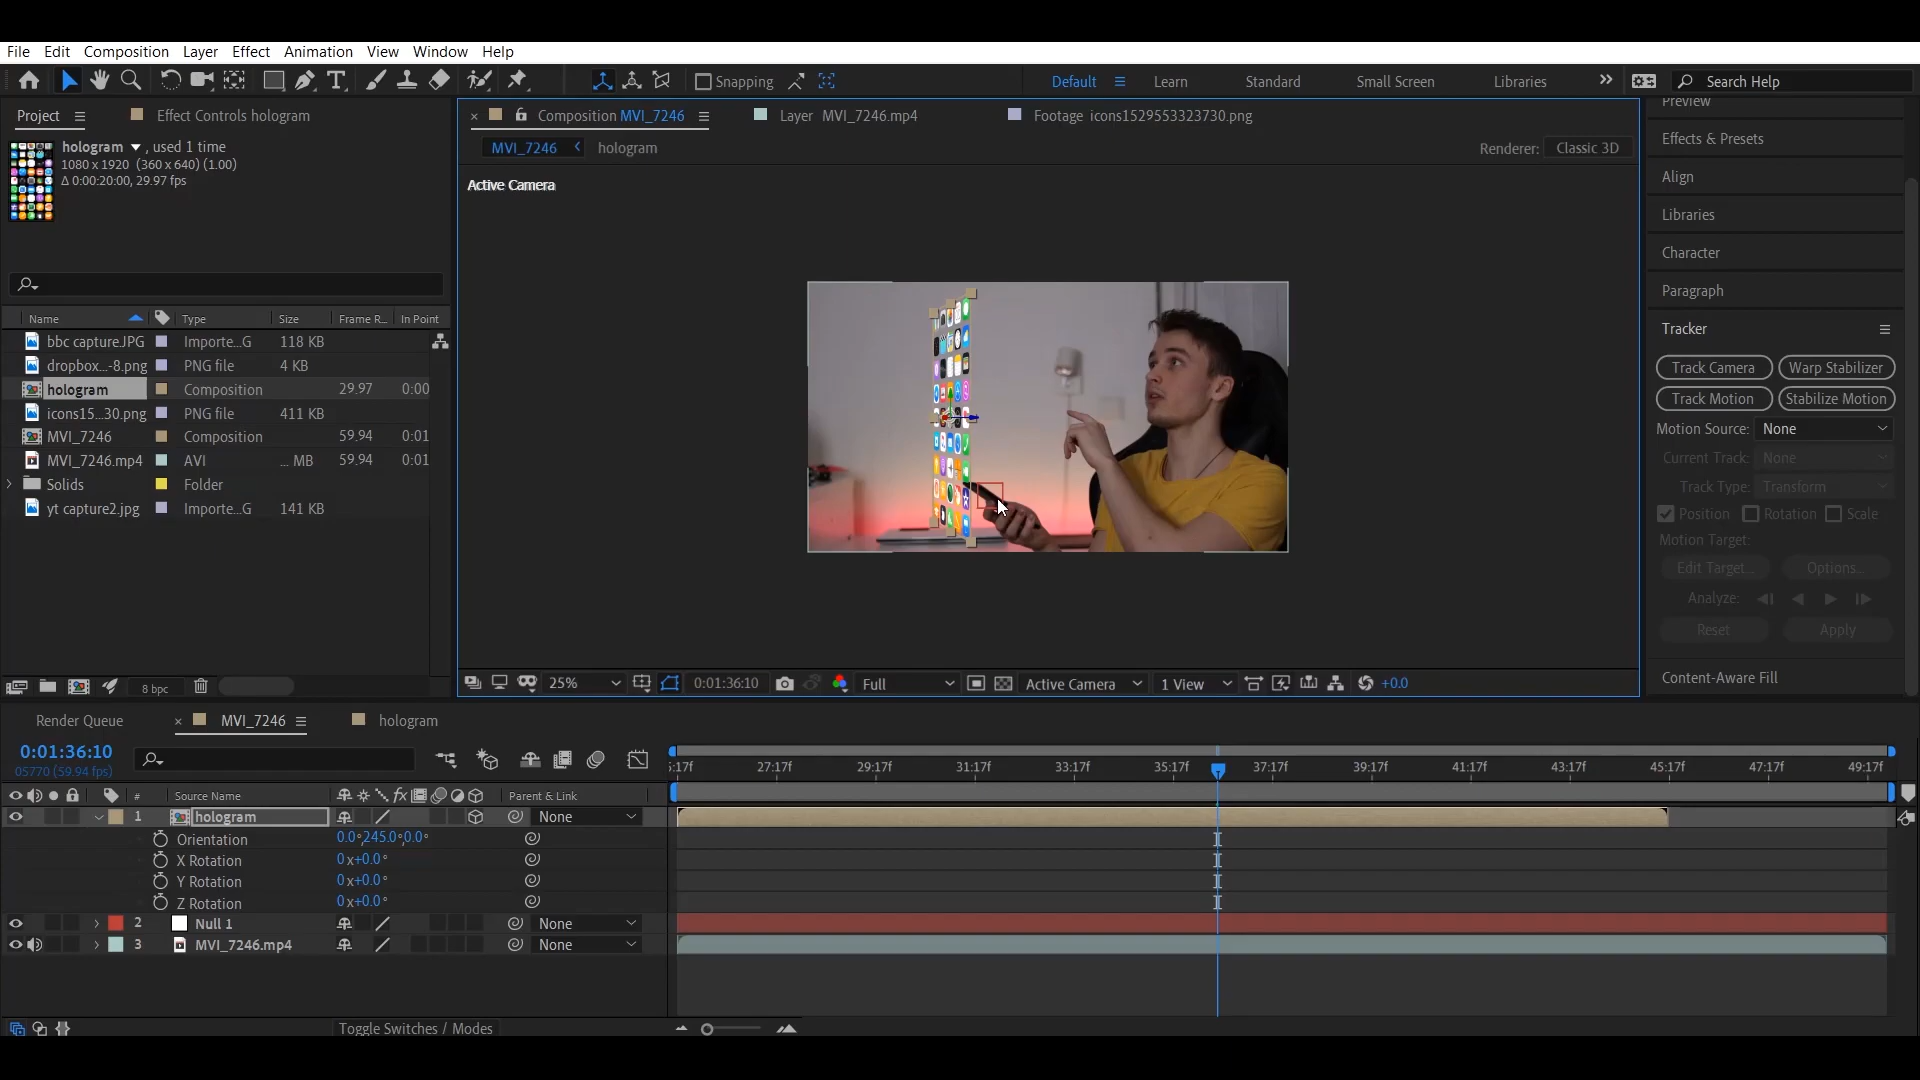 File Edit Composition Layer Effect Animation View Window Help
Snapping
Default Learn Standard Small Screen Libraries
Search Help
Project
Effect Controls hologram
hologram , used 1 time
1080 x 1920 (360 x 640) (1.00)
Δ 0:00:20:00, 29.97 fps
Name Type Size Frame R... In Point
bbc capture.JPG Importe...G 118 KB
dropbox...-8.png PNG file 4 KB
hologram Composition 29.97 0:00
icons15...30.png PNG file 411 KB
MVI_7246 Composition 59.94 0:01
MVI_7246.mp4 AVI ... MB 59.94 0:01
Solids Folder
yt capture2.jpg Importe...G 141 KB
8 bpc
Composition MVI_7246
Layer MVI_7246.mp4
Footage icons1529553323730.png
MVI_7246 hologram
Renderer: Classic 3D
Active Camera
25% 0:01:36:10 Full Active Camera 1 View +0.0
Preview
Effects & Presets
Align
Libraries
Character
Paragraph
Tracker
Track Camera Warp Stabilizer
Track Motion Stabilize Motion
Motion Source: None
Current Track: None
Track Type: Transform
Position Rotation Scale
Motion Target:
Edit Target... Options...
Analyze:
Reset Apply
Content-Aware Fill
Render Queue MVI_7246 hologram
0:01:36:10
05770 (59.94 fps)
# Source Name fx Parent & Link
:17f 27:17f 29:17f 31:17f 33:17f 35:17f 37:17f 39:17f 41:17f 43:17f 45:17f 47:17f 49:17f
1 hologram None
Orientation 0.0°,245.0°,0.0°
X Rotation 0x+0.0°
Y Rotation 0x+0.0°
Z Rotation 0x+0.0°
2 Null 1 None
3 MVI_7246.mp4 None
Toggle Switches / Modes